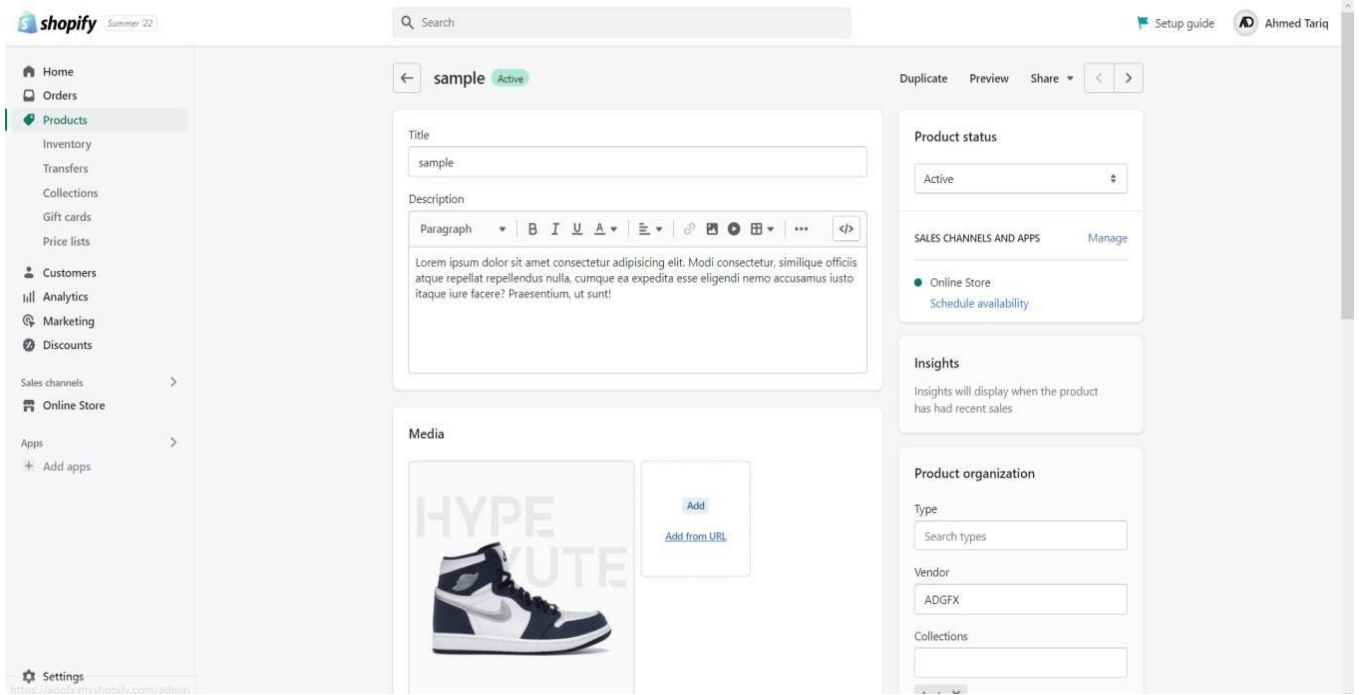 shopify Summer '22
Search
Setup guide
AD Ahmed Tariq
Home
Orders
Products
Inventory
Transfers
Collections
Gift cards
Price lists
Customers
Analytics
Marketing
Discounts
Sales channels
Online Store
Apps
Add apps
Settings
https://adgfx.myshopify.com/admin
sample Active
Duplicate Preview Share
Title
sample
Description
Paragraph B I U A </>
Lorem ipsum dolor sit amet consectetur adipisicing elit. Modi consectetur, similique officiis
atque repellat repellendus nulla, cumque ea expedita esse eligendi nemo accusamus iusto
itaque iure facere? Praesentium, ut sunt!
Media
HYPE
UTE
Add
Add from URL
Product status
Active
SALES CHANNELS AND APPS Manage
Online Store
Schedule availability
Insights
Insights will display when the product
has had recent sales
Product organization
Type
Search types
Vendor
ADGFX
Collections